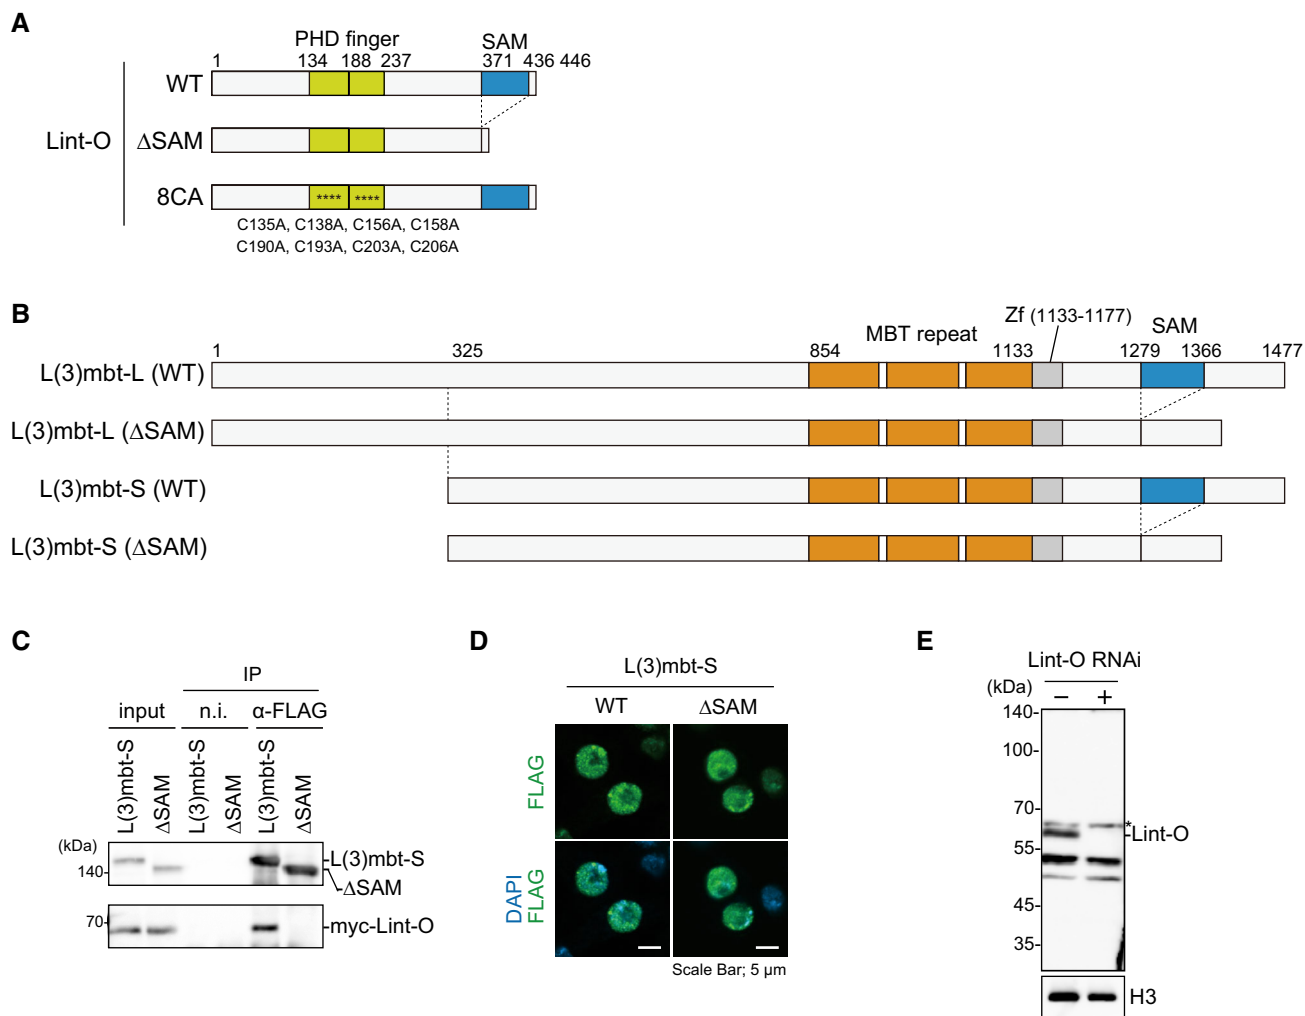 A
PHD finger
SAM
1
134
188
237
371
436
446
WT
Lint-O
ΔSAM
8CA
**** ****
C135A, C138A, C156A, C158A
C190A, C193A, C203A, C206A
B
Zf (1133-1177)
MBT repeat
SAM
1
325
854
1133
1279
1366
1477
L(3)mbt-L (WT)
L(3)mbt-L (ΔSAM)
L(3)mbt-S (WT)
L(3)mbt-S (ΔSAM)
C
IP
input
n.i.
α-FLAG
L(3)mbt-S
ΔSAM
L(3)mbt-S
ΔSAM
L(3)mbt-S
ΔSAM
(kDa)
140-
-L(3)mbt-S
-ΔSAM
70-
-myc-Lint-O
D
L(3)mbt-S
WT
ΔSAM
FLAG
DAPI
FLAG
Scale Bar; 5 μm
E
Lint-O RNAi
(kDa)
− +
140-
100-
70-
*
-Lint-O
55-
45-
35-
H3